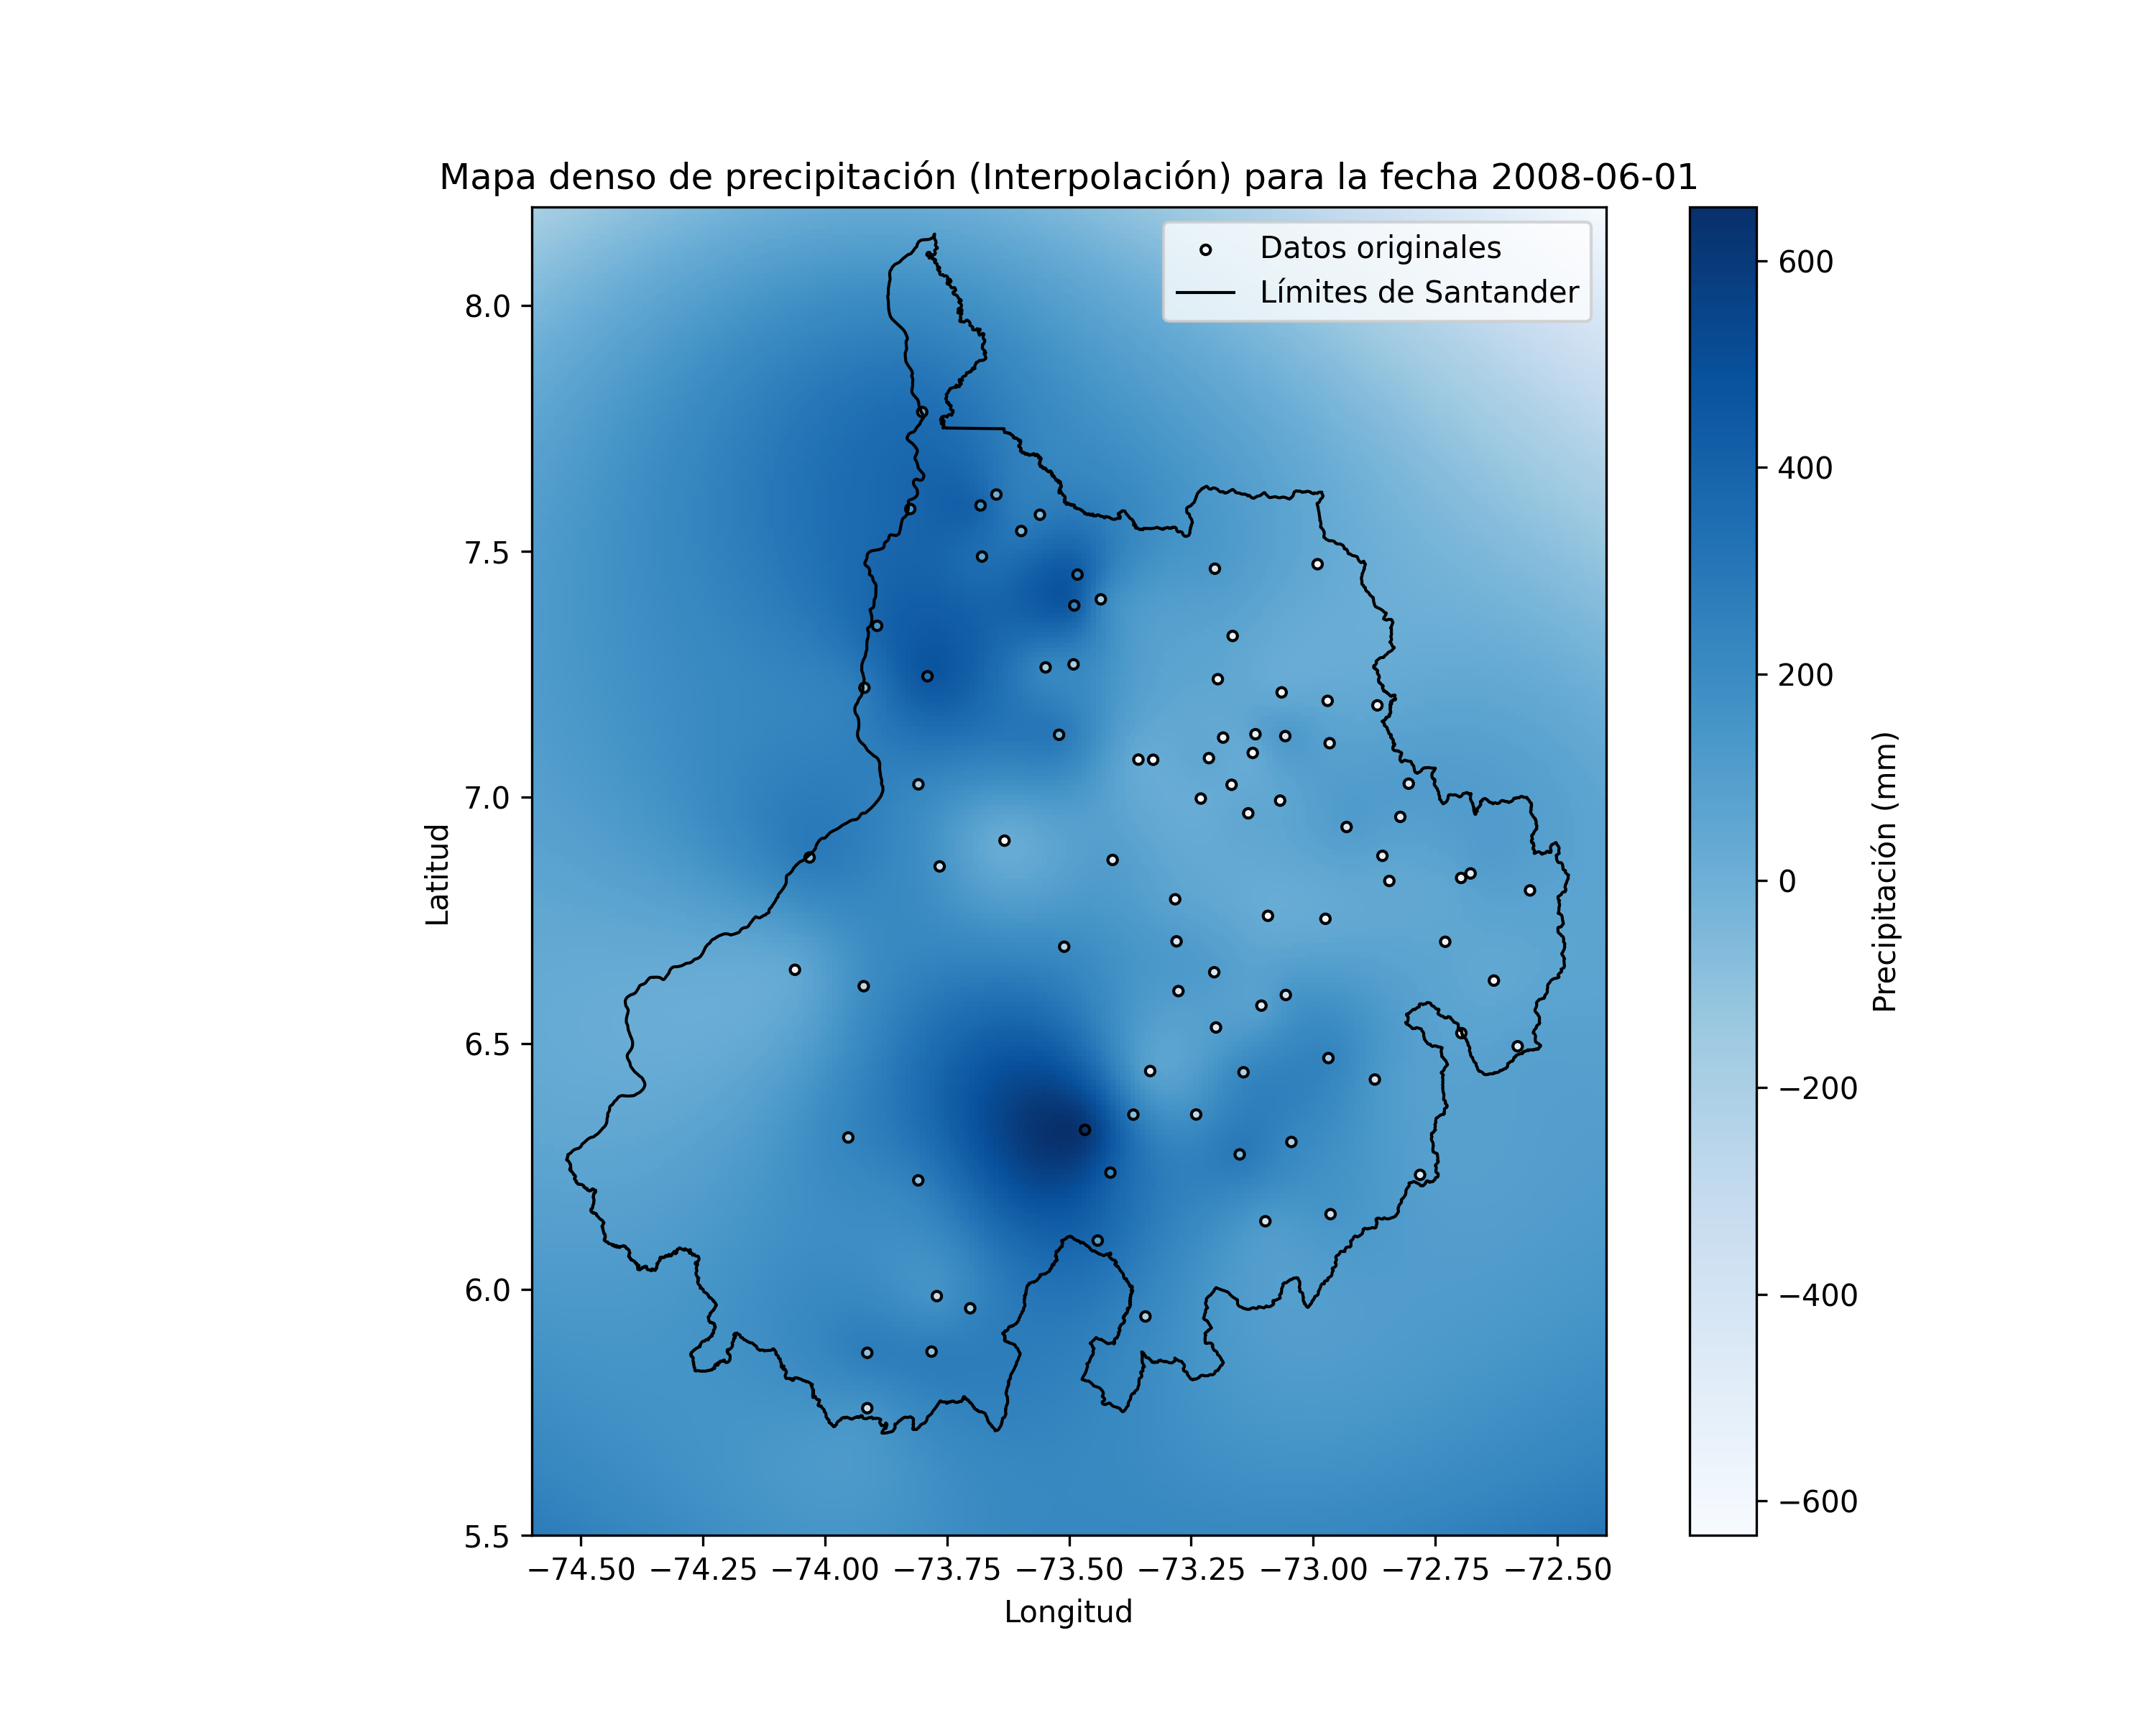 Mapa denso de precipitación (Interpolación) para la fecha 2008-06-01
Datos originales
Límites de Santander
8.0
7.5
7.0
6.5
6.0
5.5
Latitud
−74.50 −74.25 −74.00 −73.75 −73.50 −73.25 −73.00 −72.75 −72.50
Longitud
600
400
200
0
−200
−400
−600
Precipitación (mm)